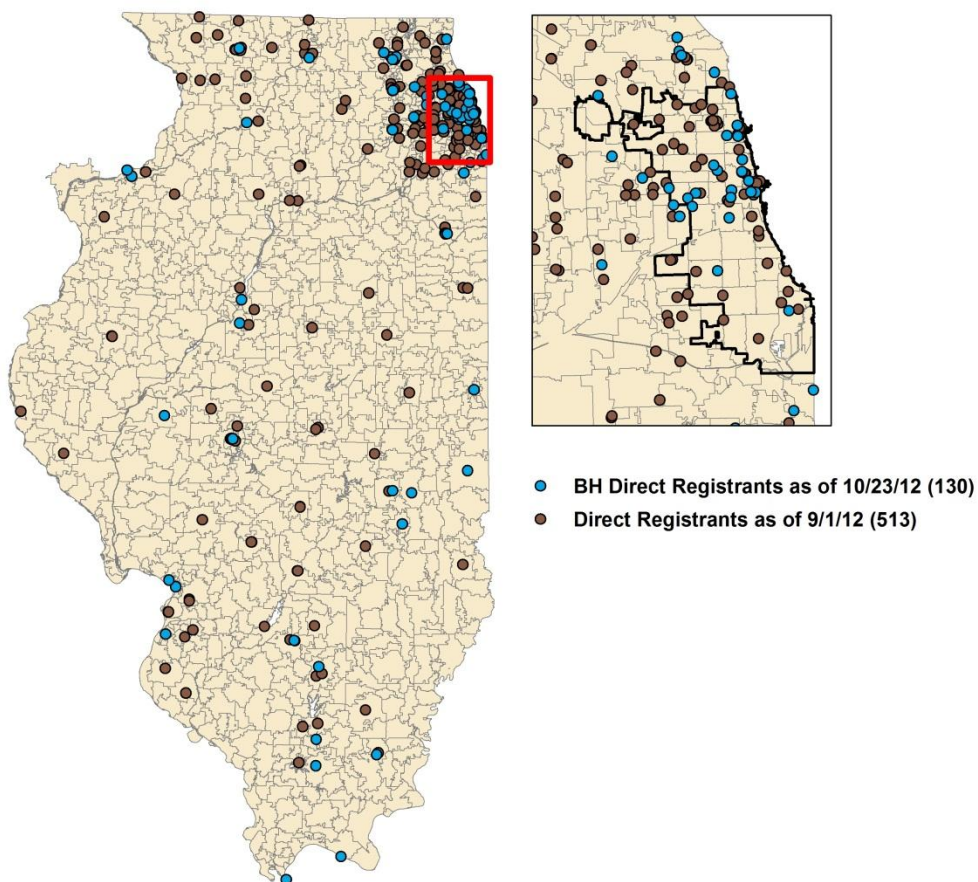 BH Direct Registrants as of 10/23/12 (130)
Direct Registrants as of 9/1/12 (513)